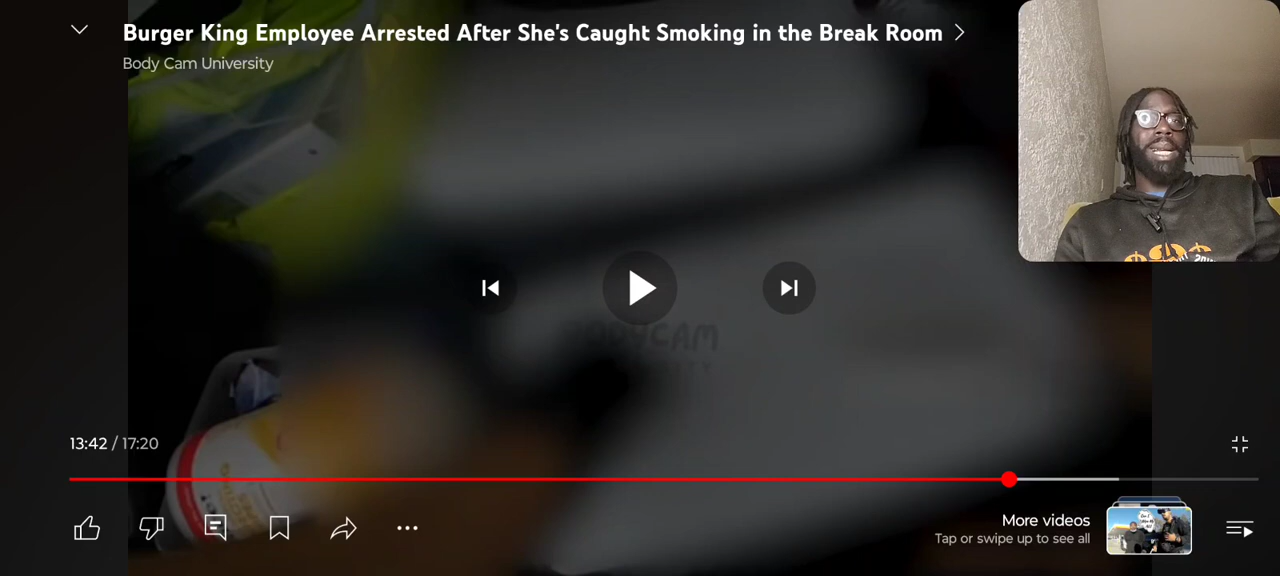 Burger King Employee Arrested After She's Caught Smoking in the Break Room
Body Cam University
BODYCAM
13:42 / 17:20
More videos
Tap or swipe up to see all